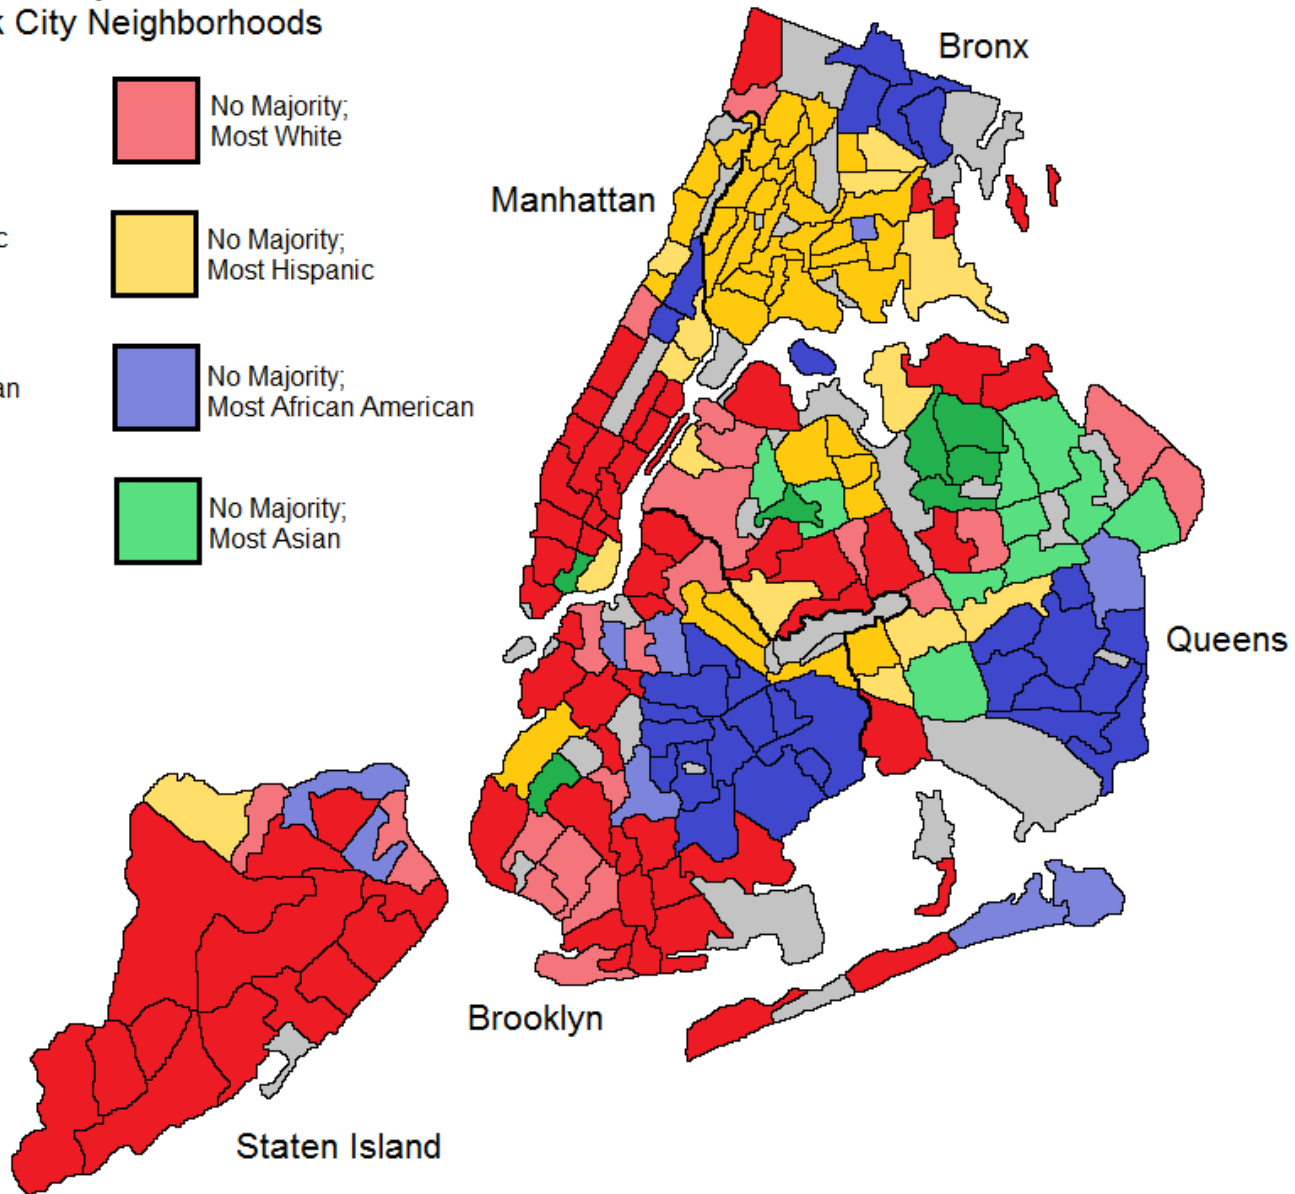 k City Neighborhoods
Bronx
No Majority;
Most White
Manhattan
c
No Majority;
Most Hispanic
an
No Majority;
Most African American
No Majority;
Most Asian
Queens
Brooklyn
Staten Island